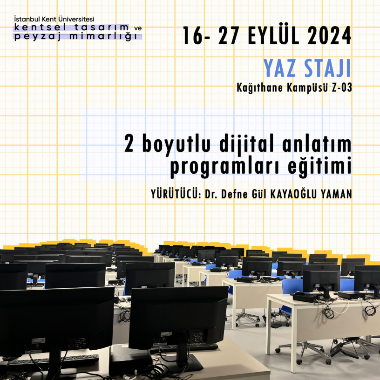 İstanbul Kent Üniversitesi
kentsel tasarım ve
peyzaj mimarlığı
16- 27 EYLÜL 2024
YAZ STAJI
Kağıthane KampUsU Z-03
2 boyutlu dijital anlatım
programları eğitimi
YÜRÜTÜCÜ: Dr. Defne Gül KAYAOĞLU YAMAN